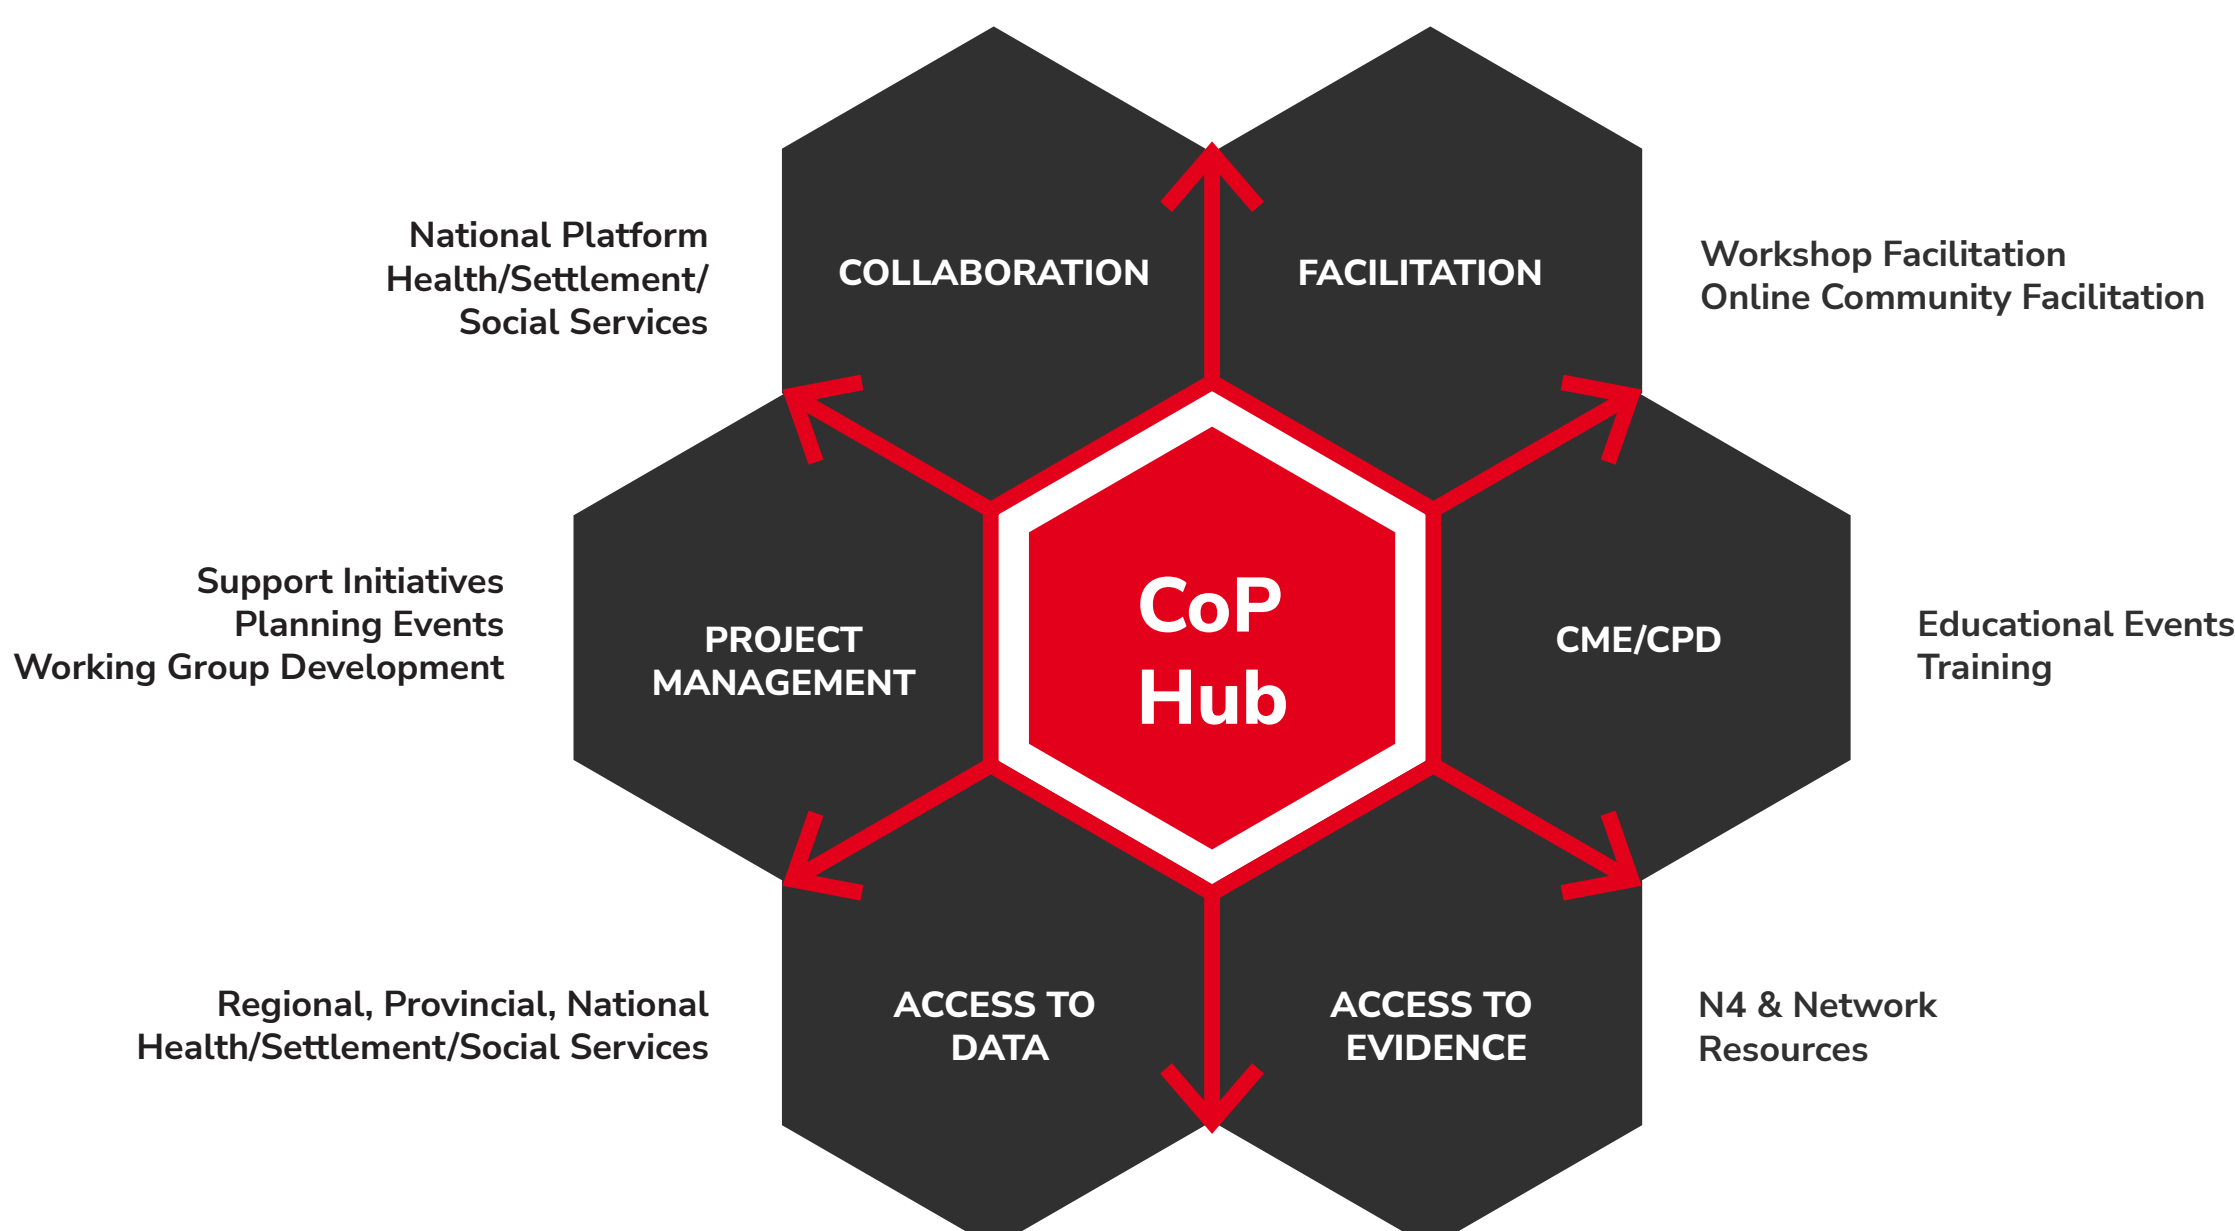 National Platform
Health/Settlement/
Social Services
COLLABORATION
FACILITATION
Workshop Facilitation
Online Community Facilitation
Support Initiatives
Planning Events
Working Group Development
PROJECT
MANAGEMENT
CoP
Hub
CME/CPD
Educational Events
Training
Regional, Provincial, National
Health/Settlement/Social Services
ACCESS TO
DATA
ACCESS TO
EVIDENCE
N4 & Network
Resources